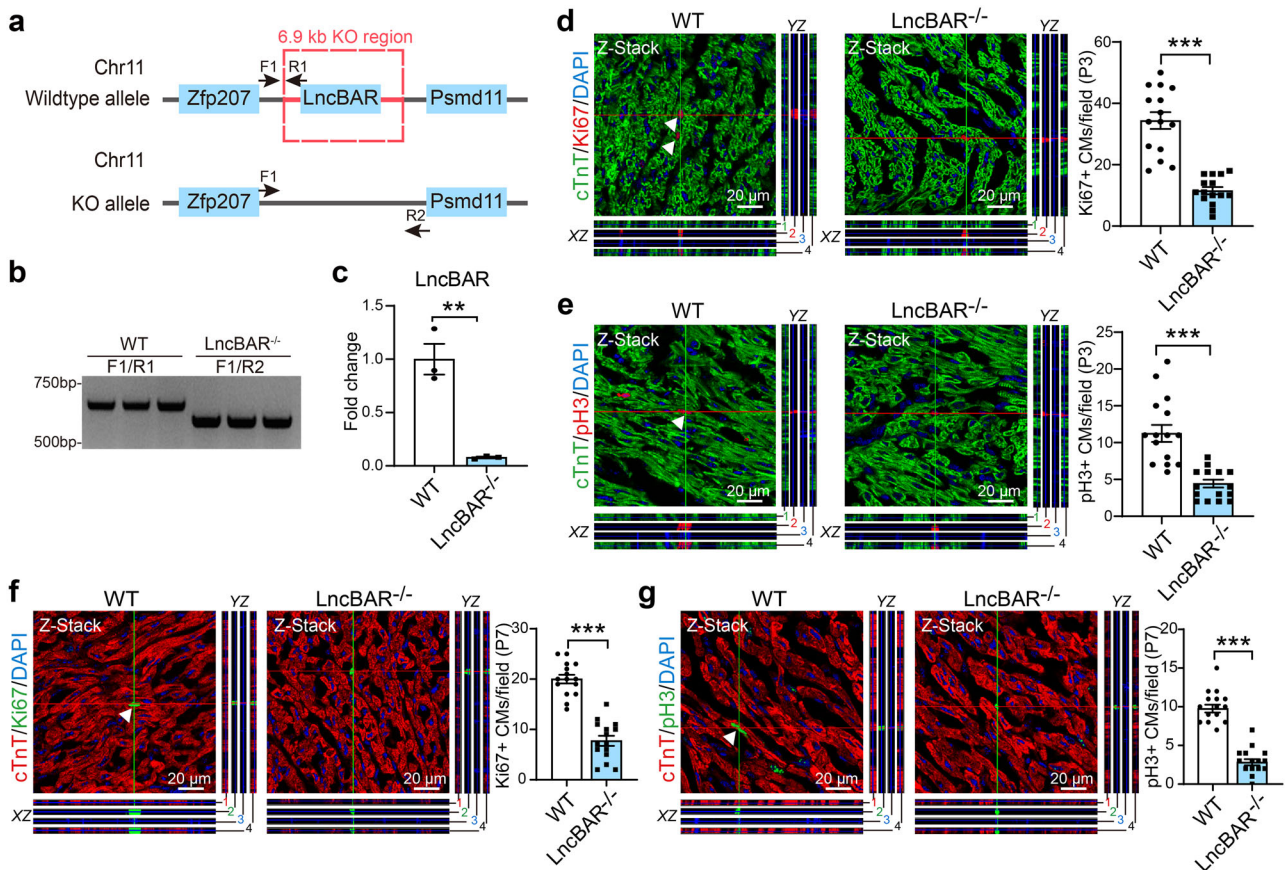 a
6.9 kb KO region
Chr11
Wildtype allele
F1
R1
Zfp207
LncBAR
Psmd11
Chr11
KO allele
F1
Zfp207
R2
Psmd11
b
WT
LncBAR-/-
F1/R1
F1/R2
750bp-
500bp-
c
LncBAR
Fold change
1.5
1.0
0.5
0.0
**
WT
LncBAR-/-
d
WT
LncBAR-/-
cTnT/Ki67/DAPI
Z-Stack
20 μm
YZ
XZ
1
2
3
4
Z-Stack
20 μm
YZ
XZ
1
2
3
4
Ki67+ CMs/field (P3)
60
40
20
0
***
WT
LncBAR-/-
e
WT
LncBAR-/-
cTnT/pH3/DAPI
Z-Stack
20 μm
YZ
XZ
1
2
3
4
Z-Stack
20 μm
YZ
XZ
1
2
3
4
pH3+ CMs/field (P3)
25
20
15
10
5
0
***
WT
LncBAR-/-
f
WT
LncBAR-/-
cTnT/Ki67/DAPI
Z-Stack
20 μm
YZ
XZ
1
2
3
4
Z-Stack
20 μm
YZ
1
2
3
4
Ki67+ CMs/field (P7)
30
20
10
0
***
WT
LncBAR-/-
g
WT
LncBAR-/-
cTnT/pH3/DAPI
Z-Stack
20 μm
YZ
XZ
1
2
3
4
Z-Stack
20 μm
YZ
1
2
3
4
pH3+ CMs/field (P7)
20
15
10
5
0
***
WT
LncBAR-/-